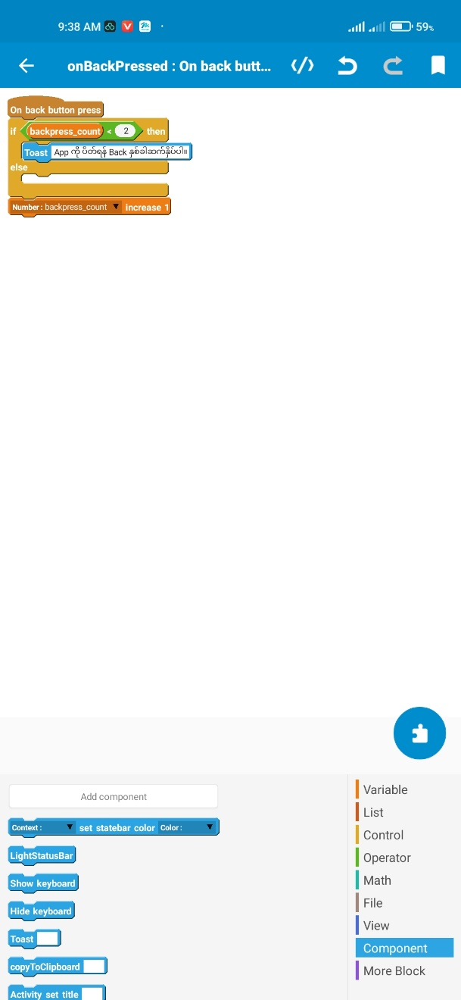 9:38 AM
59%
onBackPressed : On back butt...
On back button press
if backpress_count < 2 then
Toast App ကို ပိတ်ရန် Back နှစ်ခါဆက်နှိပ်ပါ။
else
Number : backpress_count increase 1
Add component
Context : set statebar color Color :
LightStatusBar
Show keyboard
Hide keyboard
Toast
copyToClipboard
Activity set title
Variable
List
Control
Operator
Math
File
View
Component
More Block